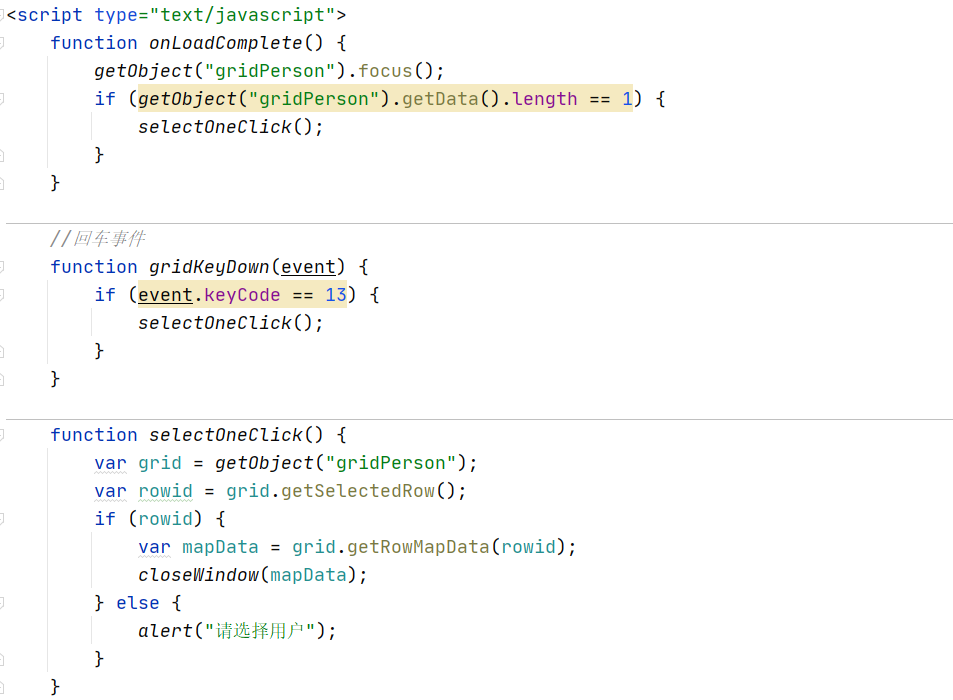 <script type="text/javascript">
    function onLoadComplete() {
        getObject("gridPerson").focus();
        if (getObject("gridPerson").getData().length == 1) {
            selectOneClick();
        }
    }

    //回车事件
    function gridKeyDown(event) {
        if (event.keyCode == 13) {
            selectOneClick();
        }
    }

    function selectOneClick() {
        var grid = getObject("gridPerson");
        var rowid = grid.getSelectedRow();
        if (rowid) {
            var mapData = grid.getRowMapData(rowid);
            closeWindow(mapData);
        } else {
            alert("请选择用户");
        }
    }